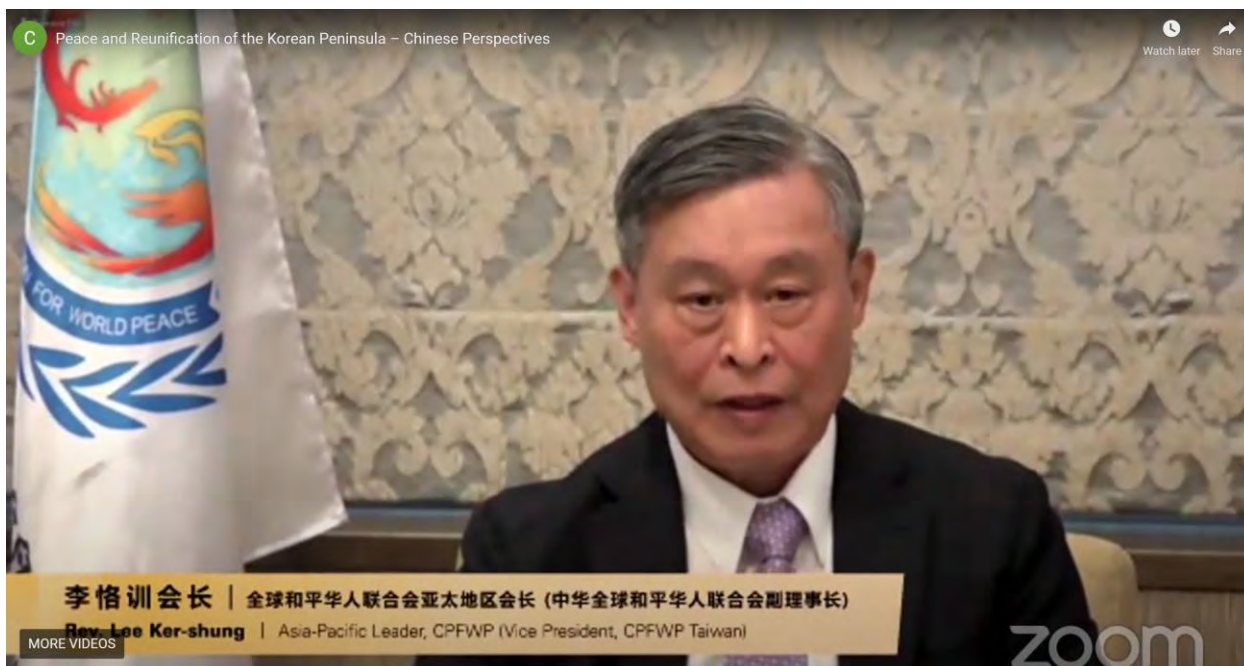 C
Peace and Reunification of the Korean Peninsula – Chinese Perspectives
Watch later
Share
FOR WORLD PEACE
李恪训会长 | 全球和平华人联合会亚太地区会长 (中华全球和平华人联合会副理事长)
Rev. Lee Ker-shung | Asia-Pacific Leader, CPFWP (Vice President, CPFWP Taiwan)
MORE VIDEOS
zoom